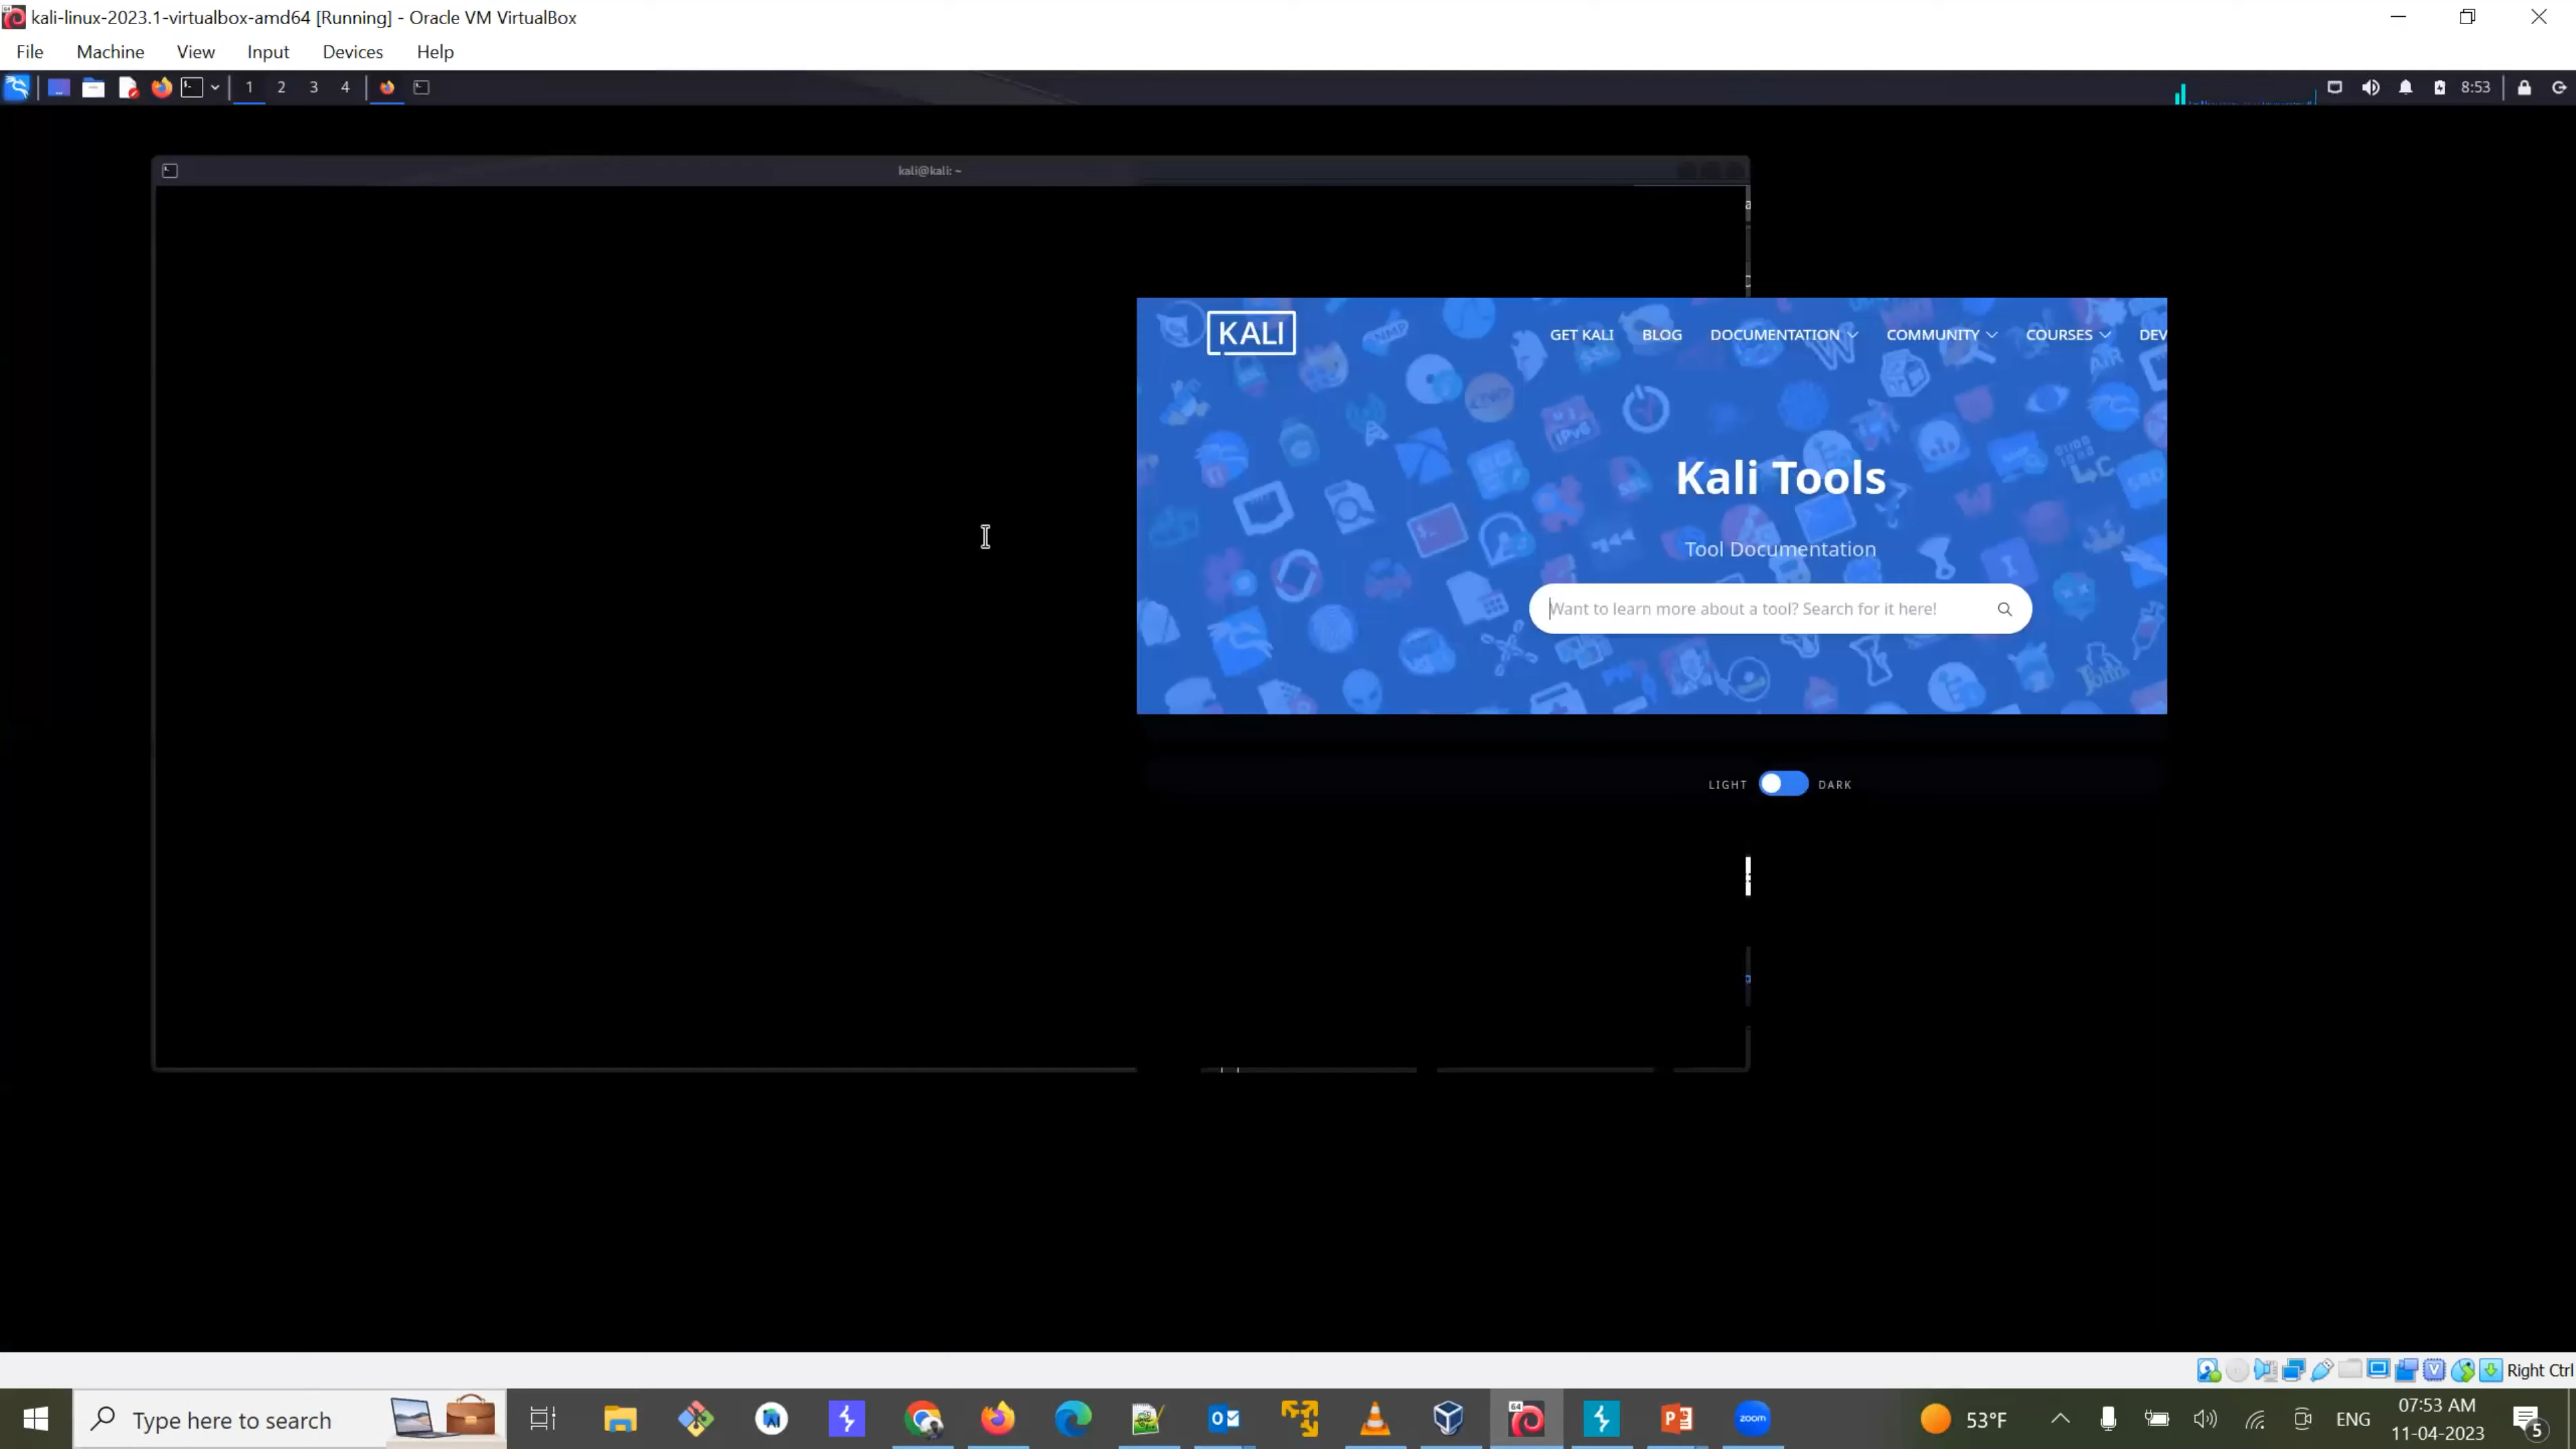 kali-linux-2023.1-virtualbox-amd64 [Running] - Oracle VM VirtualBox
File Machine View Input Devices Help
1 2 3 4 8:53
kali@kali: ~
KALI GET KALI BLOG DOCUMENTATION COMMUNITY COURSES DEV
Kali Tools
Tool Documentation
Want to learn more about a tool? Search for it here!
LIGHT DARK
Right Ctrl
Type here to search
zoom
53°F
ENG
07:53 AM
11-04-2023
5